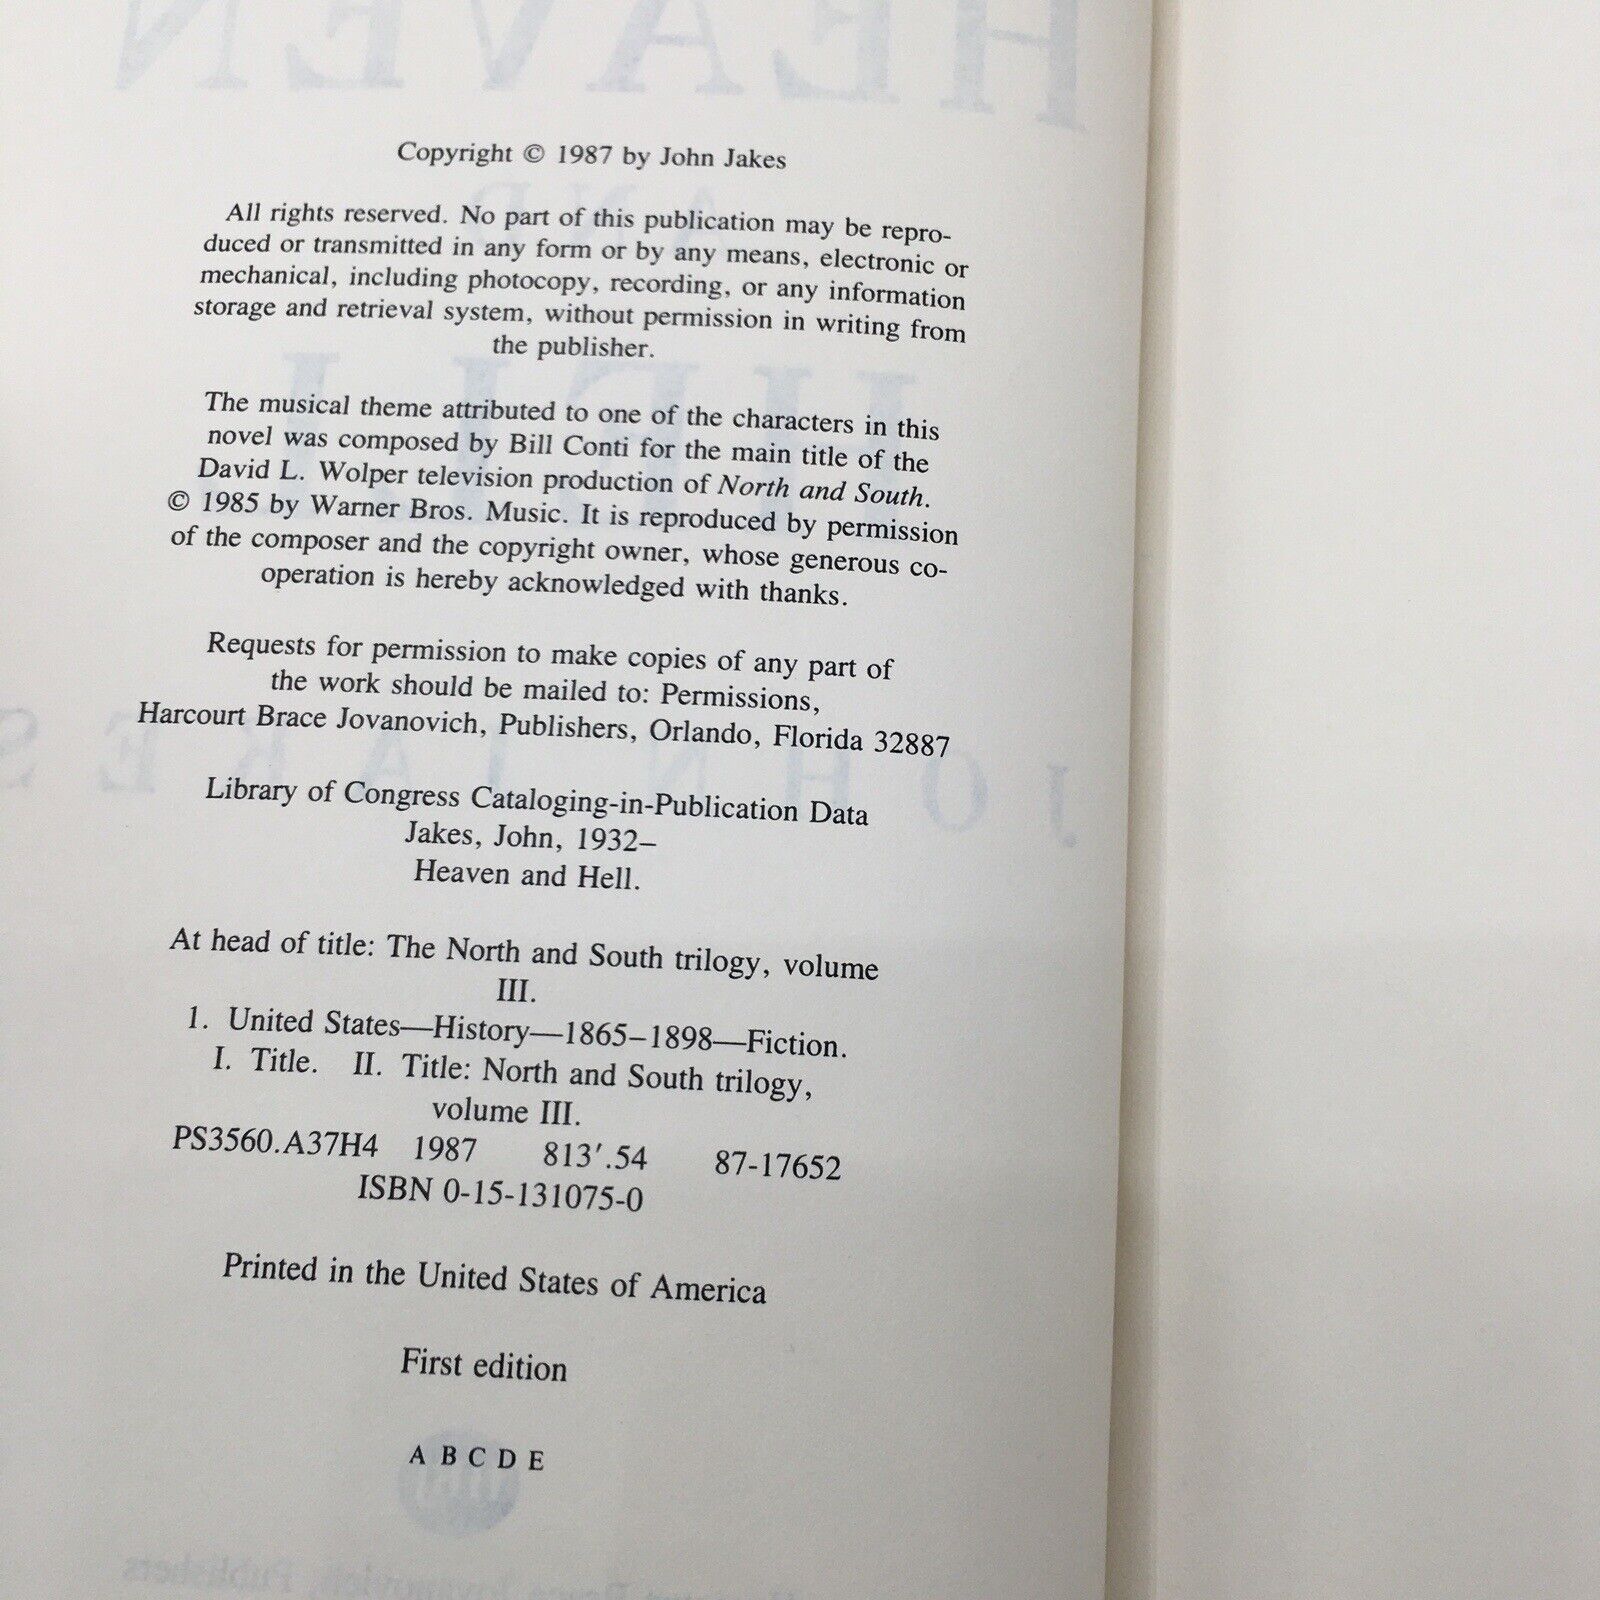 Copyright © 1987 by John Jakes
All rights reserved. No part of this publication may be repro-
duced or transmitted in any form or by any means, electronic or
mechanical, including photocopy, recording, or any information
storage and retrieval system, without permission in writing from
the publisher.
The musical theme attributed to one of the characters in this
novel was composed by Bill Conti for the main title of the
David L. Wolper television production of North and South.
© 1985 by Warner Bros. Music. It is reproduced by permission
of the composer and the copyright owner, whose generous co-
operation is hereby acknowledged with thanks.
Requests for permission to make copies of any part of
the work should be mailed to: Permissions,
Harcourt Brace Jovanovich, Publishers, Orlando, Florida 32887
Library of Congress Cataloging-in-Publication Data
Jakes, John, 1932–
Heaven and Hell.
At head of title: The North and South trilogy, volume
III.
1. United States—History—1865–1898—Fiction.
I. Title. II. Title: North and South trilogy,
volume III.
PS3560.A37H4 1987 813′.54 87-17652
ISBN 0-15-131075-0
Printed in the United States of America
First edition
A B C D E